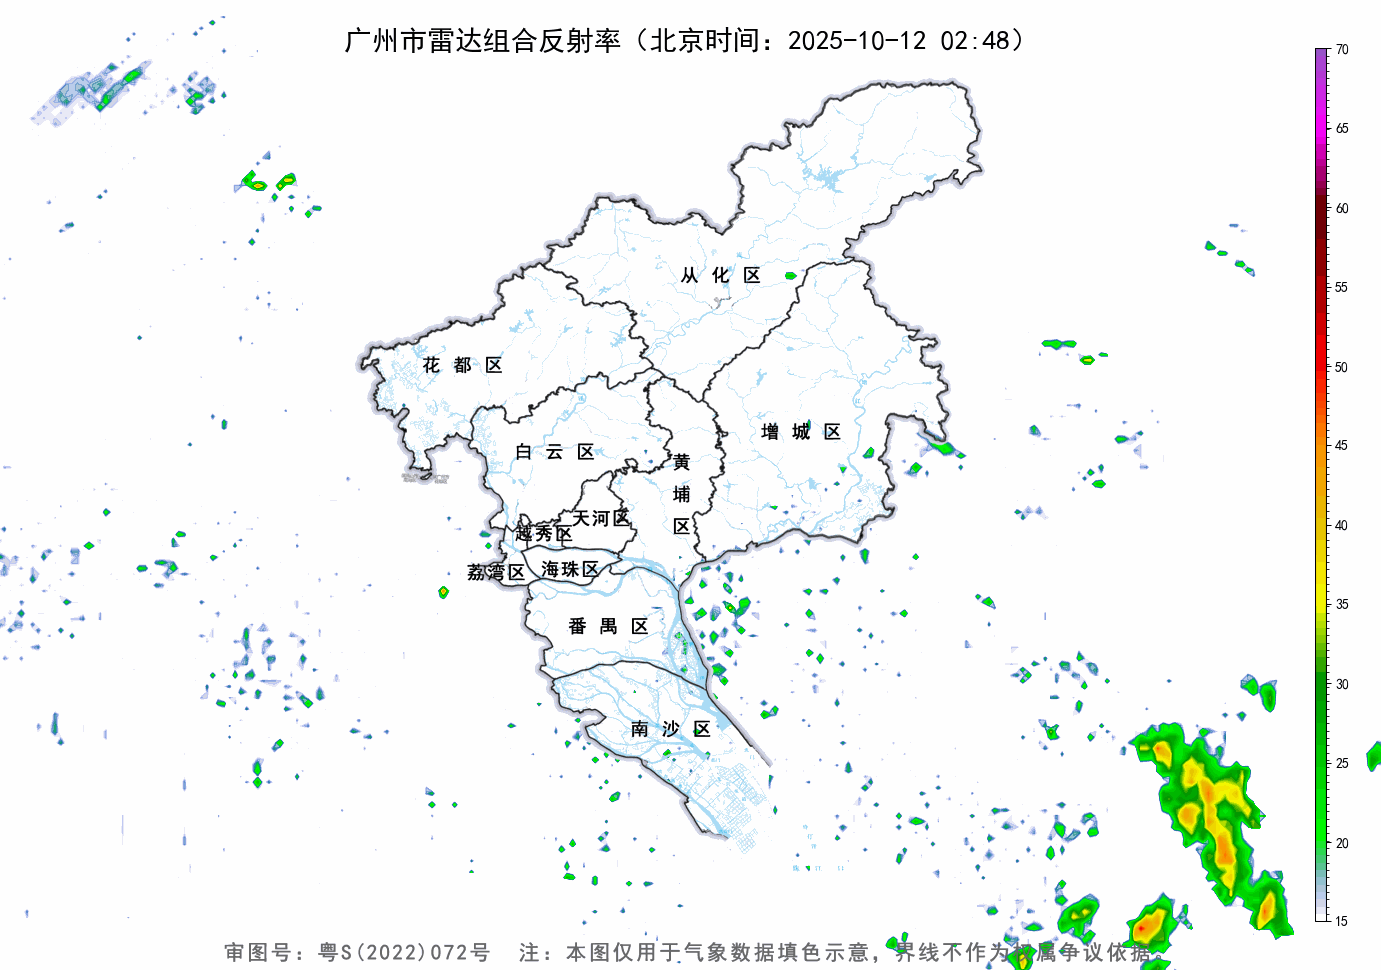 广州市雷达组合反射率（北京时间：2025-10-12 02:48）
70
65
60
55
50
45
40
35
30
25
20
15
从化区
花都区
增城区
白云区
黄埔区
天河区
越秀区
荔湾区
海珠区
番禺区
南沙区
审图号：粤S(2022)072号 注：本图仅用于气象数据填色示意，界线不作为权属争议依据。